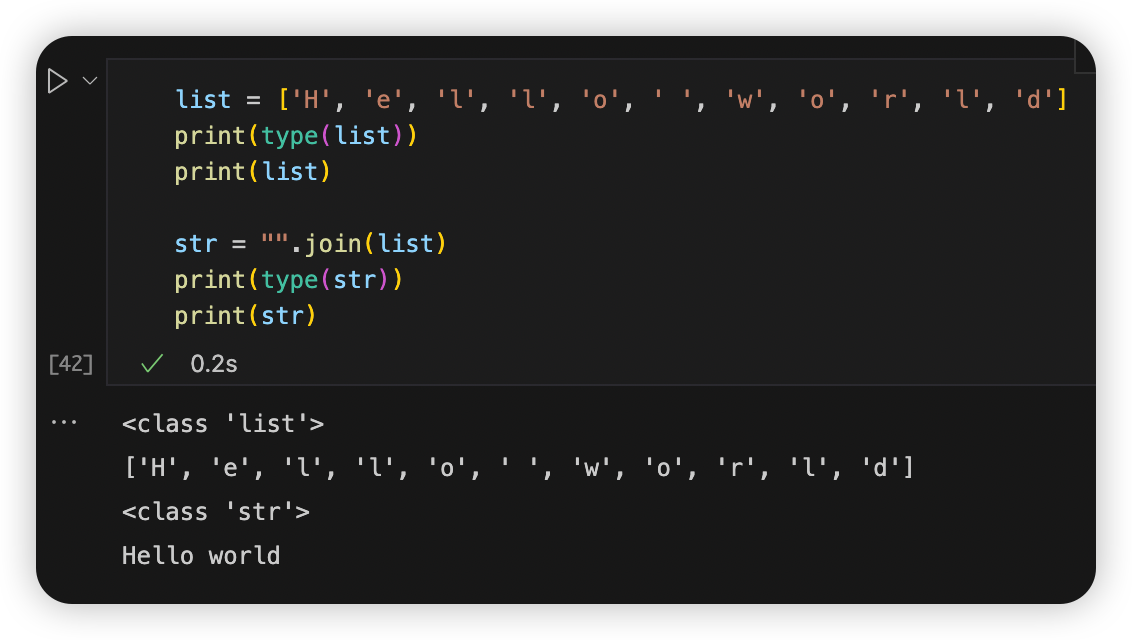 list = ['H', 'e', 'l', 'l', 'o', ' ', 'w', 'o', 'r', 'l', 'd']
print(type(list))
print(list)
str = "".join(list)
print(type(str))
print(str)
[42]
0.2s
<class 'list'>
['H', 'e', 'l', 'l', 'o', ' ', 'w', 'o', 'r', 'l', 'd']
<class 'str'>
Hello world